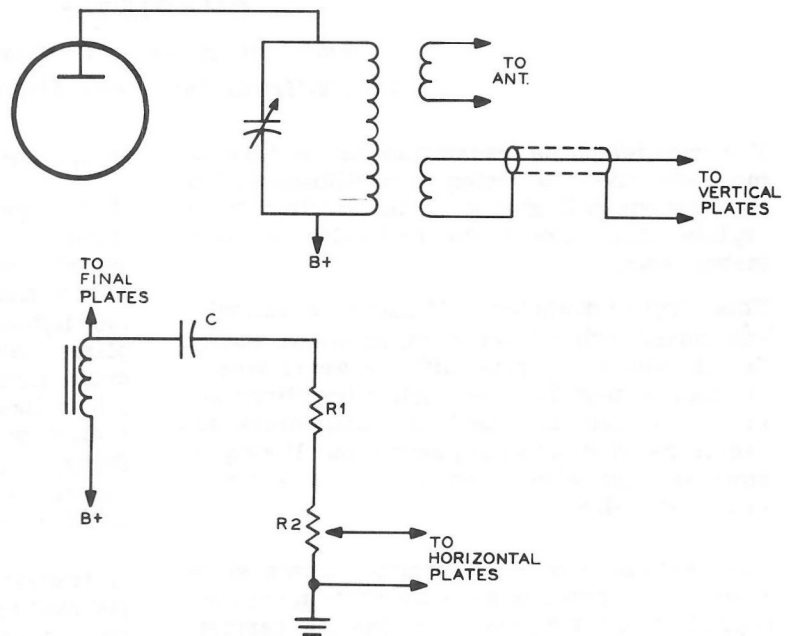 TO
ANT.
TO
VERTICAL
PLATES
B+
TO
FINAL
PLATES
C
R1
B+
R2
TO
HORIZONTAL
PLATES